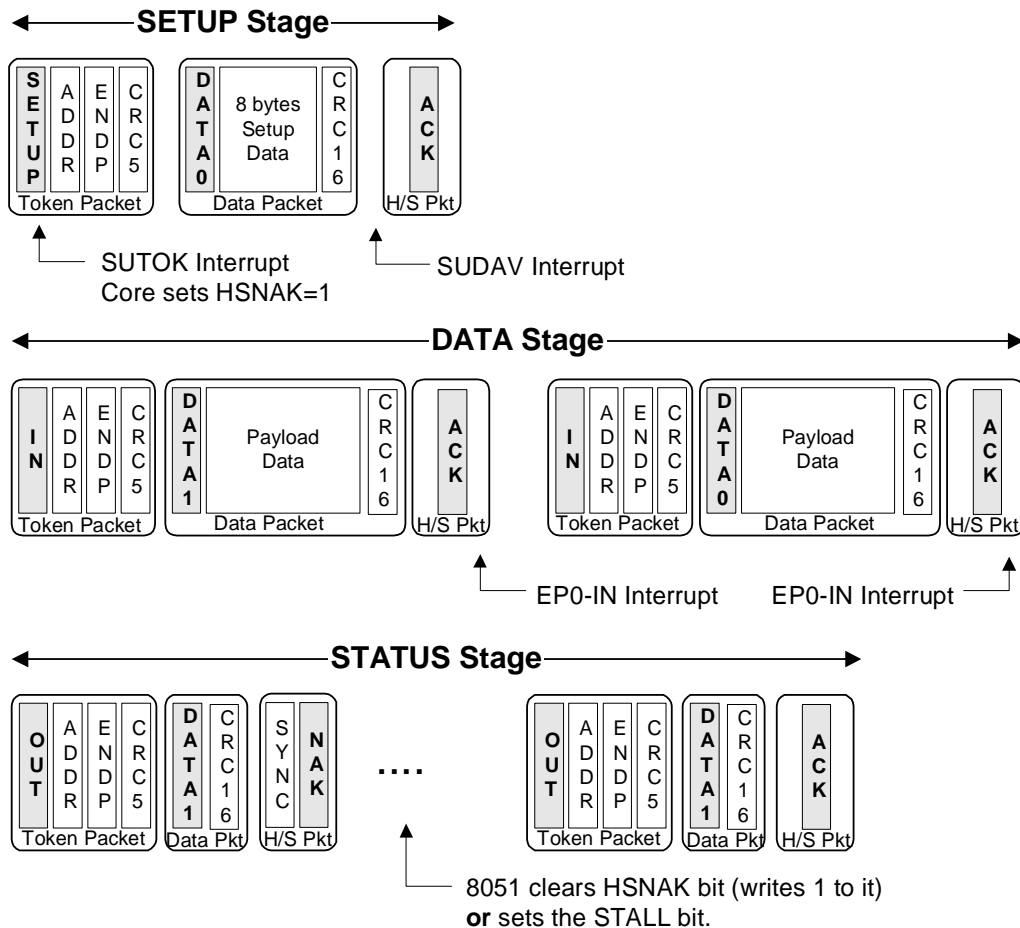 SETUP Stage
SETUP ADDR ENDP CRC5
Token Packet
DATA0 8 bytes Setup Data CRC16
Data Packet
ACK
H/S Pkt
SUTOK Interrupt
Core sets HSNAK=1
SUDAV Interrupt
DATA Stage
IN ADDR ENDP CRC5
Token Packet
DATA1 Payload Data CRC16
Data Packet
ACK
H/S Pkt
IN ADDR ENDP CRC5
Token Packet
DATA0 Payload Data CRC16
Data Packet
ACK
H/S Pkt
EP0-IN Interrupt
EP0-IN Interrupt
STATUS Stage
OUT ADDR ENDP CRC5
Token Packet
DATA1 CRC16
Data Pkt
SYNC NAK
H/S Pkt
....
OUT ADDR ENDP CRC5
Token Packet
DATA1 CRC16
Data Pkt
ACK
H/S Pkt
8051 clears HSNAK bit (writes 1 to it)
or sets the STALL bit.